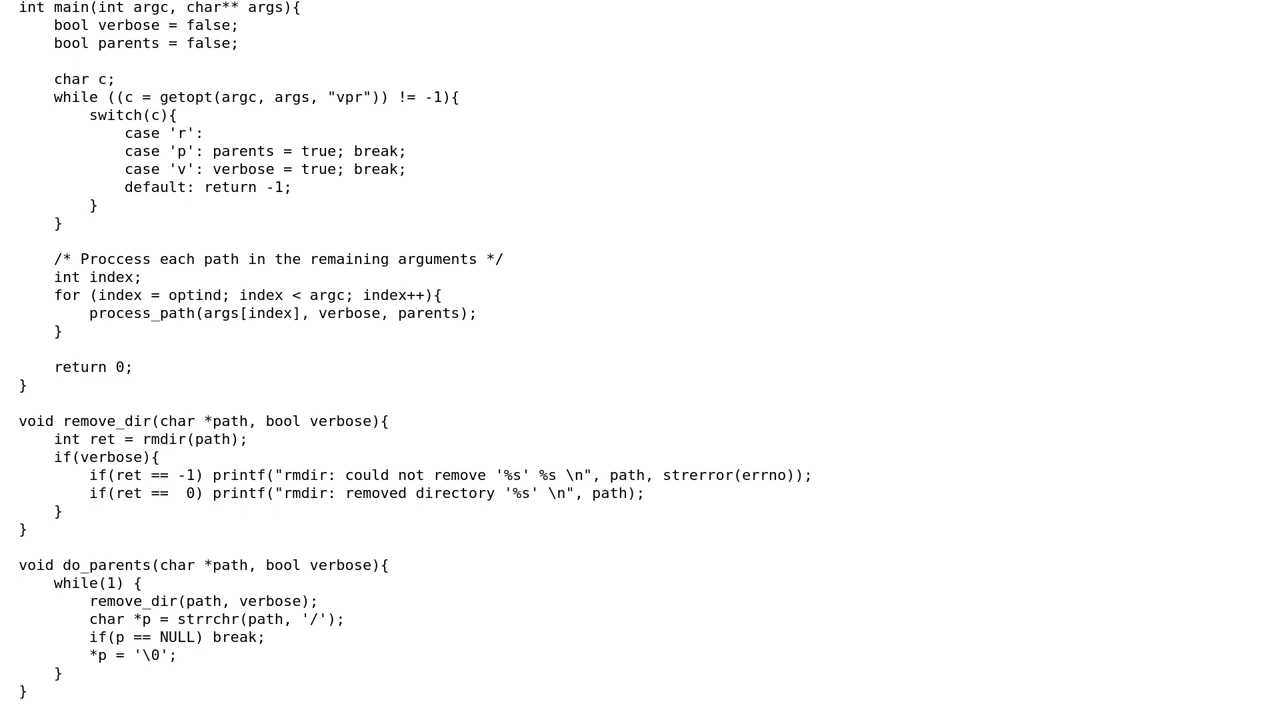 int main(int argc, char** args){
    bool verbose = false;
    bool parents = false;

    char c;
    while ((c = getopt(argc, args, "vpr")) != -1){
        switch(c){
            case 'r':
            case 'p': parents = true; break;
            case 'v': verbose = true; break;
            default: return -1;
        }
    }

    /* Proccess each path in the remaining arguments */
    int index;
    for (index = optind; index < argc; index++){
        process_path(args[index], verbose, parents);
    }

    return 0;
}

void remove_dir(char *path, bool verbose){
    int ret = rmdir(path);
    if(verbose){
        if(ret == -1) printf("rmdir: could not remove '%s' %s \n", path, strerror(errno));
        if(ret ==  0) printf("rmdir: removed directory '%s' \n", path);
    }
}

void do_parents(char *path, bool verbose){
    while(1) {
        remove_dir(path, verbose);
        char *p = strrchr(path, '/');
        if(p == NULL) break;
        *p = '\0';
    }
}